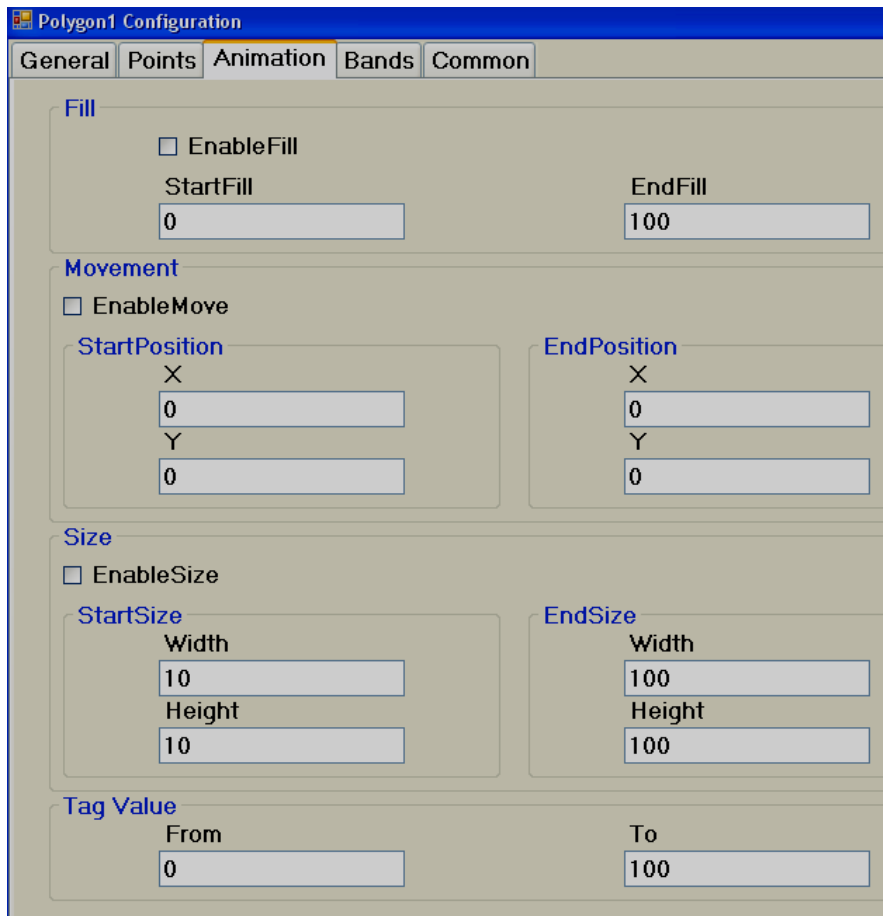 Polygon1 Configuration
General Points Animation Bands Common
Fill
EnableFill
StartFill EndFill
0 100
Movement
EnableMove
StartPosition EndPosition
X X
0 0
Y Y
0 0
Size
EnableSize
StartSize EndSize
Width Width
10 100
Height Height
10 100
Tag Value
From To
0 100